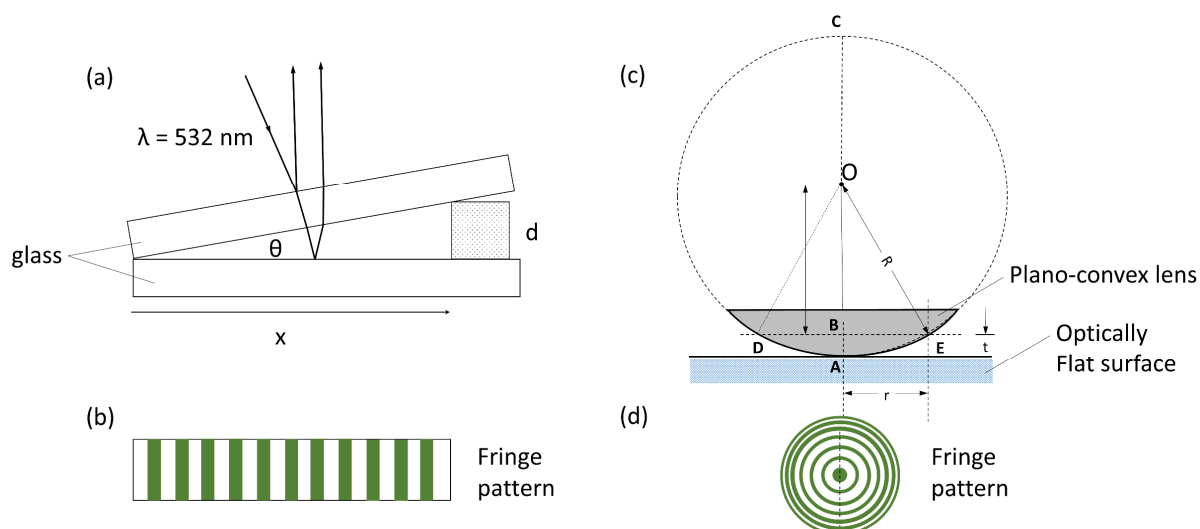 (a)
λ = 532 nm
glass
θ
d
x
(b)
Fringe
pattern
(c)
C
O
R
Plano-convex lens
B
D
E
t
Optically
Flat surface
A
r
(d)
Fringe
pattern